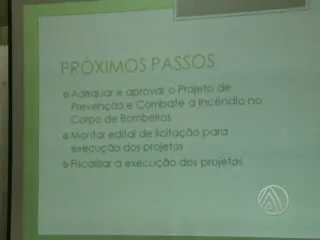 PRÓXIMOS PASSOS
Adequar e aprovar o Projeto de
Prevenção e Combate a Incêndio no
Corpo de Bombeiros
Montar edital de licitação para
execução dos projetos
Fiscalizar a execução dos projetos